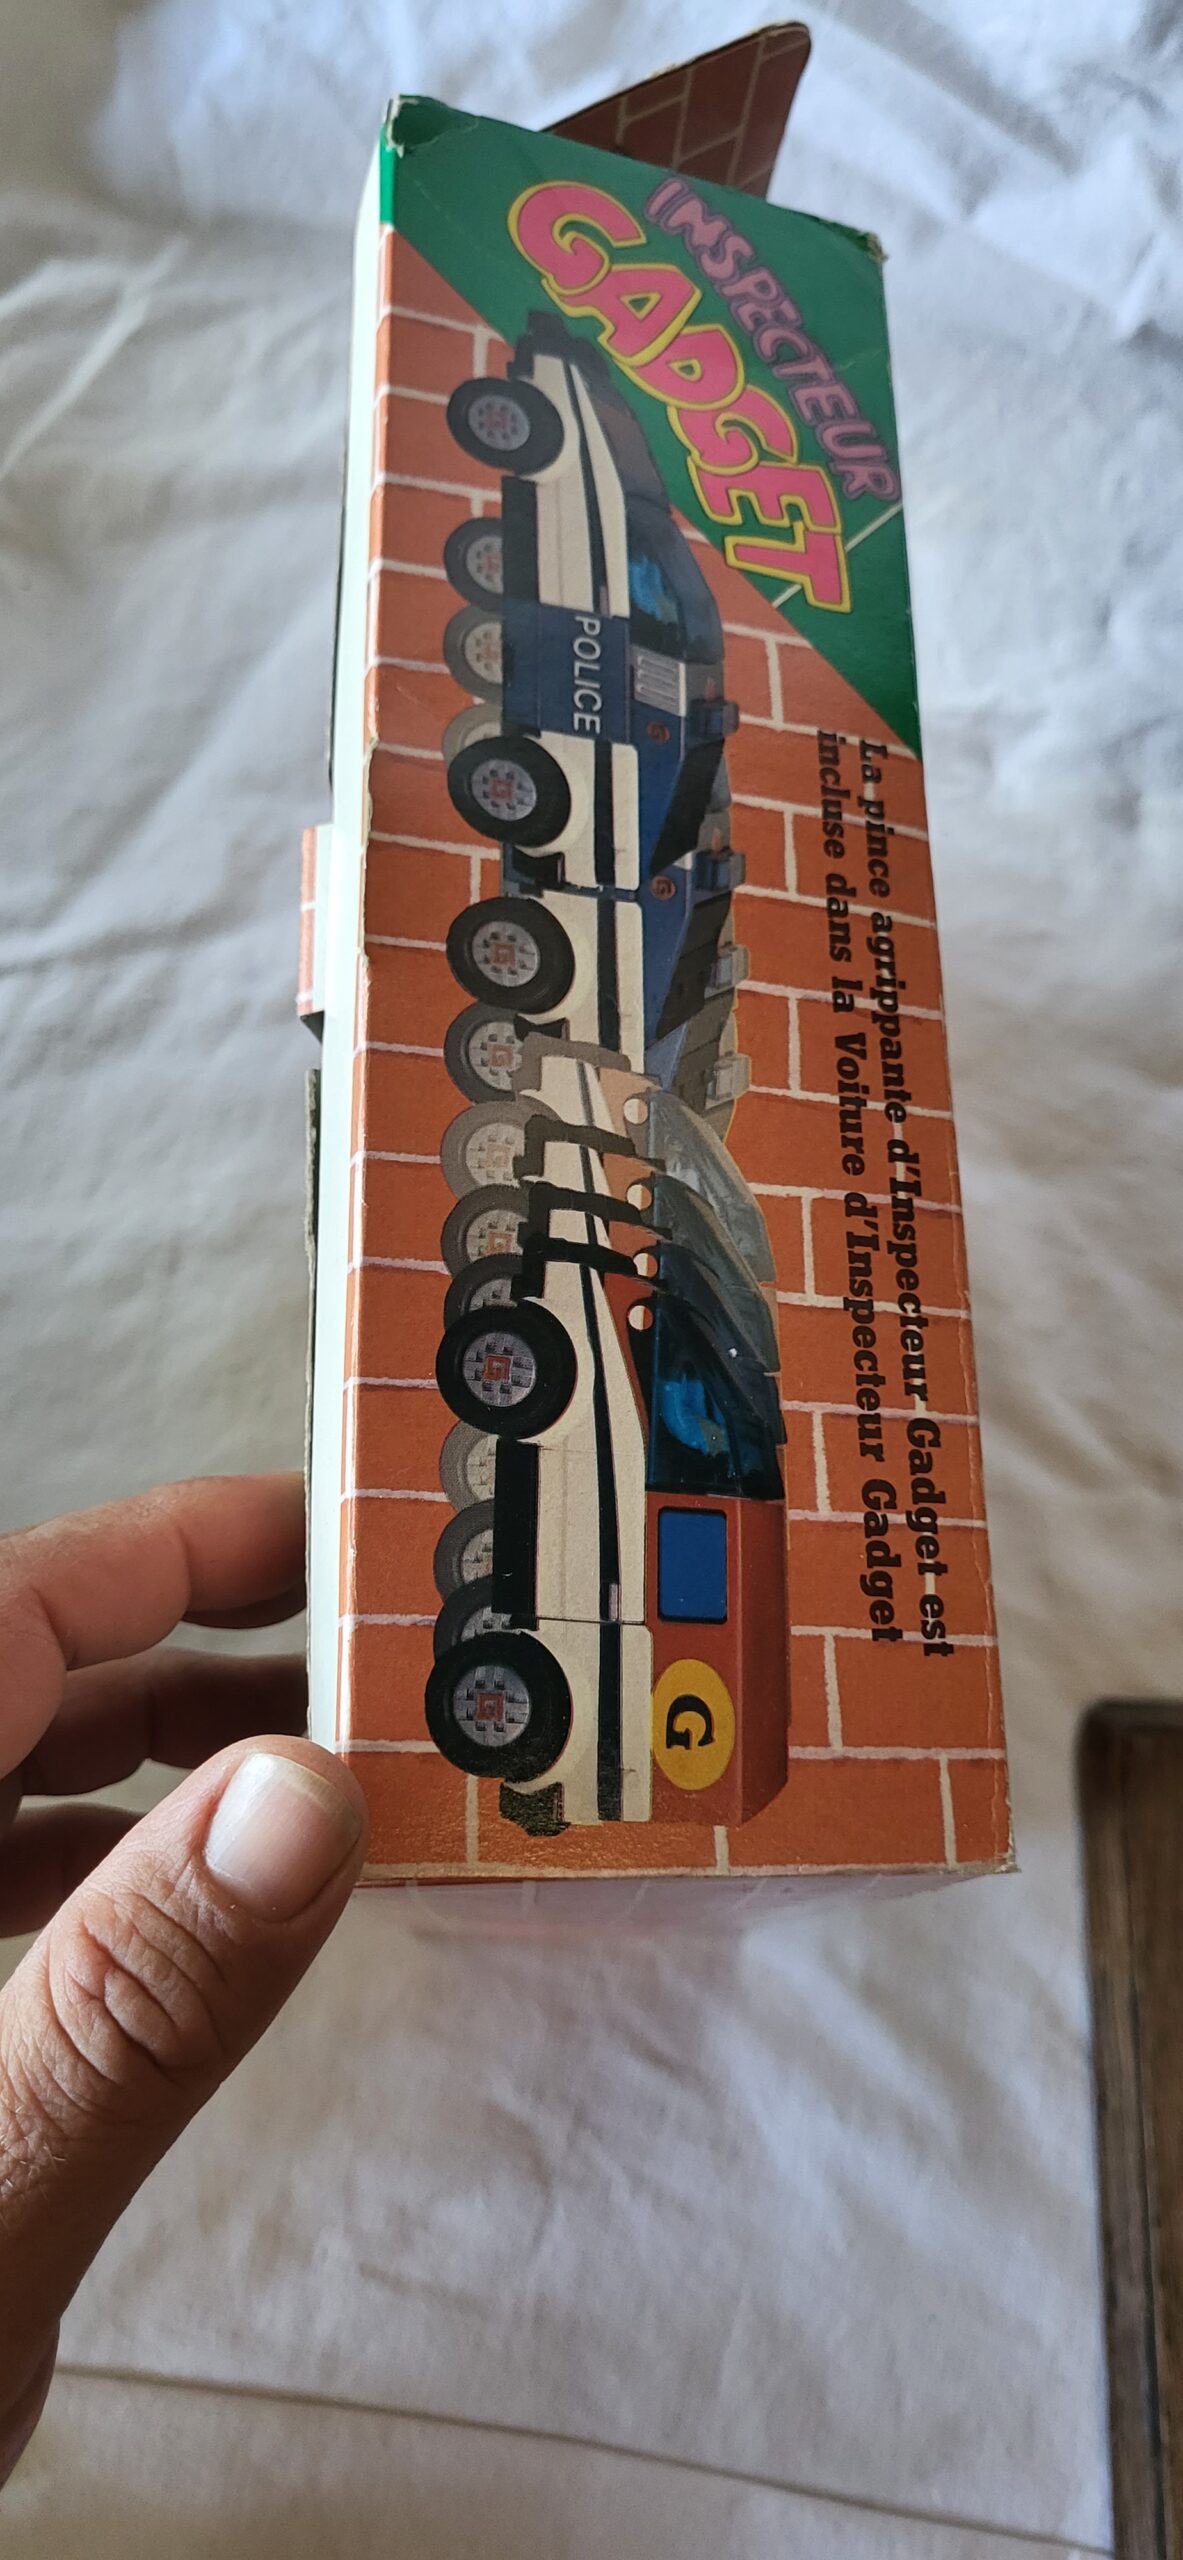 INSPECTEUR
GADGET
La pince agrippante d'Inspecteur Gadget est
incluse dans la Voiture d'Inspecteur Gadget
POLICE
G